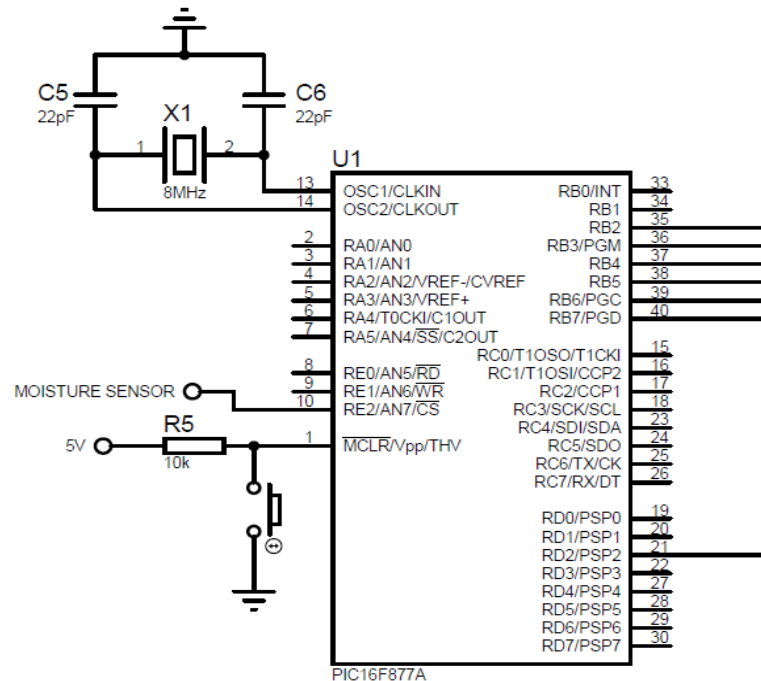 C5
22pF
C6
22pF
X1
1
2
8MHz
U1
13 OSC1/CLKIN
14 OSC2/CLKOUT
2 RA0/AN0
3 RA1/AN1
4 RA2/AN2/VREF-/CVREF
5 RA3/AN3/VREF+
6 RA4/T0CKI/C1OUT
7 RA5/AN4/SS/C2OUT
8 RE0/AN5/RD
9 RE1/AN6/WR
10 RE2/AN7/CS
1 MCLR/Vpp/THV
RB0/INT 33
RB1 34
RB2 35
RB3/PGM 36
RB4 37
RB5 38
RB6/PGC 39
RB7/PGD 40
RC0/T1OSO/T1CKI 15
RC1/T1OSI/CCP2 16
RC2/CCP1 17
RC3/SCK/SCL 18
RC4/SDI/SDA 23
RC5/SDO 24
RC6/TX/CK 25
RC7/RX/DT 26
RD0/PSP0 19
RD1/PSP1 20
RD2/PSP2 21
RD3/PSP3 22
RD4/PSP4 27
RD5/PSP5 28
RD6/PSP6 29
RD7/PSP7 30
MOISTURE SENSOR
5V
R5
10k
PIC16F877A